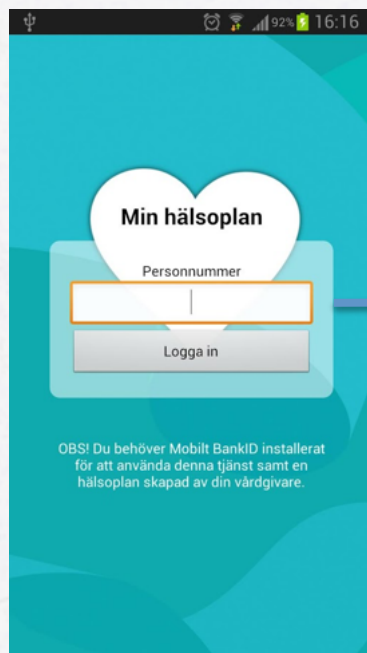 92% 16:16
Min hälsoplan
Personnummer
Logga in
OBS! Du behöver Mobilt BankID installerat
för att använda denna tjänst samt en
hälsoplan skapad av din vårdgivare.